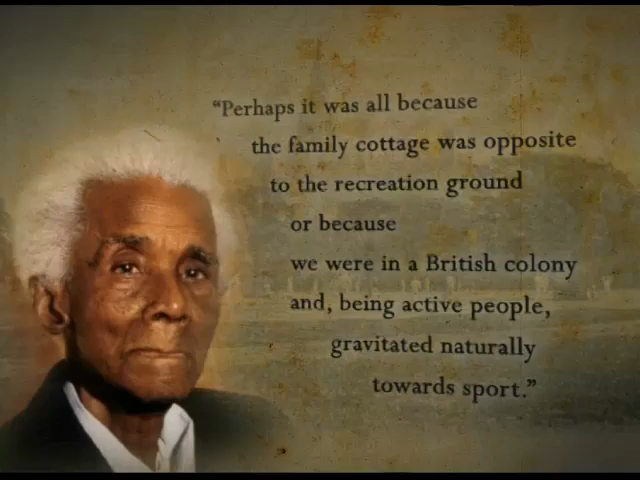 “Perhaps it was all because
the family cottage was opposite
to the recreation ground
or because
we were in a British colony
and, being active people,
gravitated naturally
towards sport.”